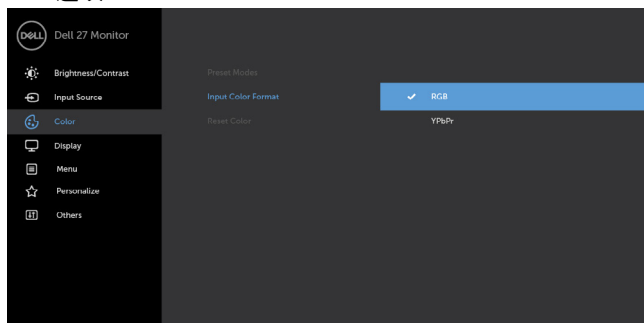 DELL
Dell 27 Monitor
Brightness/Contrast
Preset Modes
Input Source
Input Color Format
RGB
Color
Reset Color
YPbPr
Display
Menu
Personalize
Others